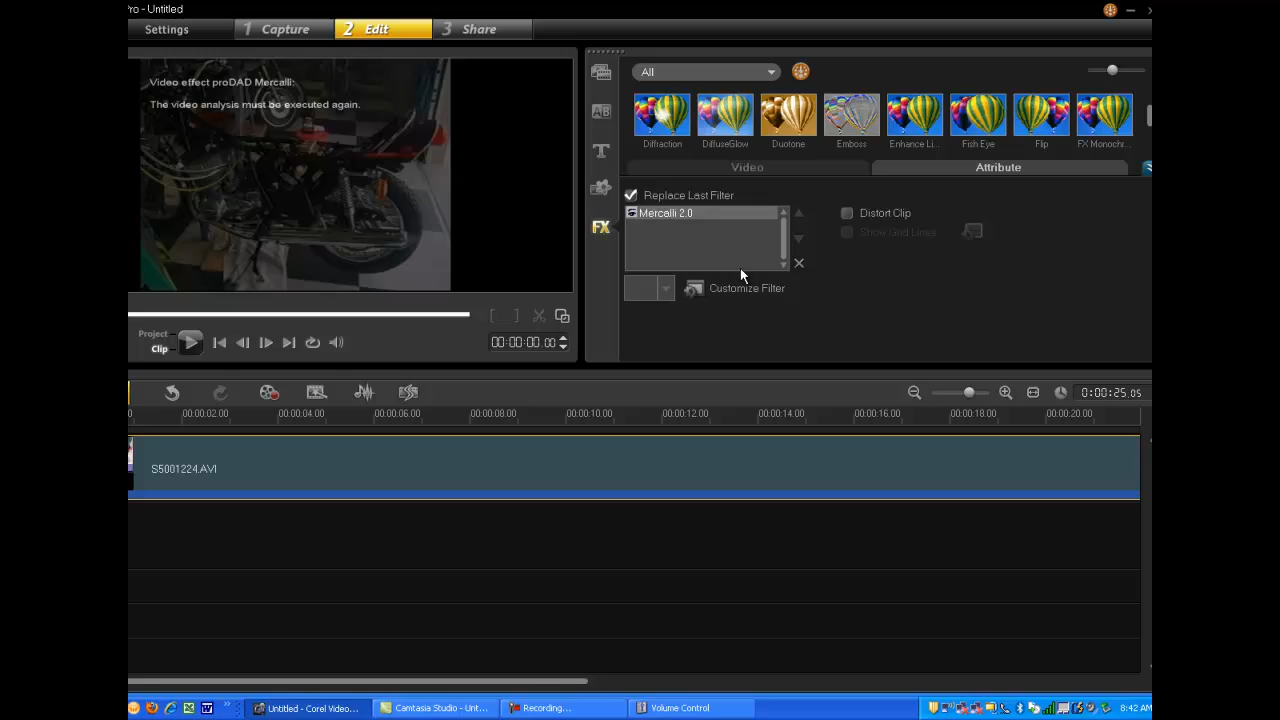 Pro - Untitled
Settings
1 Capture
2 Edit
3 Share
Video effect proDAD Mercalli:
The video analysis must be executed again.
All
AB
T
FX
Diffraction
DiffuseGlow
Duotone
Emboss
Enhance Li...
Fish Eye
Flip
FX Monochr...
Video
Attribute
Replace Last Filter
Mercalli 2.0
Distort Clip
Show Grid Lines
Customize Filter
Project
Clip
00:00:00.00
0:00:25.05
00:00:02.00
00:00:04.00
00:00:06.00
00:00:08.00
00:00:10.00
00:00:12.00
00:00:14.00
00:00:16.00
00:00:18.00
00:00:20.00
S5001224.AVI
Untitled - Corel Video...
Camtasia Studio - Unt...
Recording...
Volume Control
8:42 AM